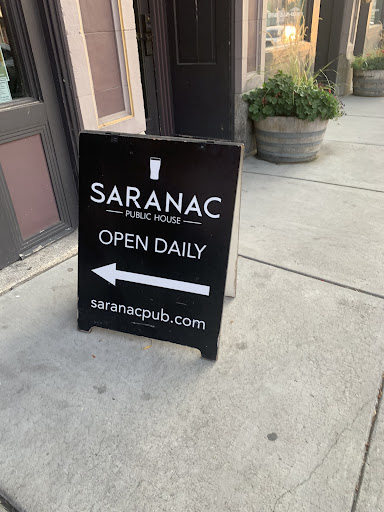 SARANAC
PUBLIC HOUSE
OPEN DAILY
saranacpub.com